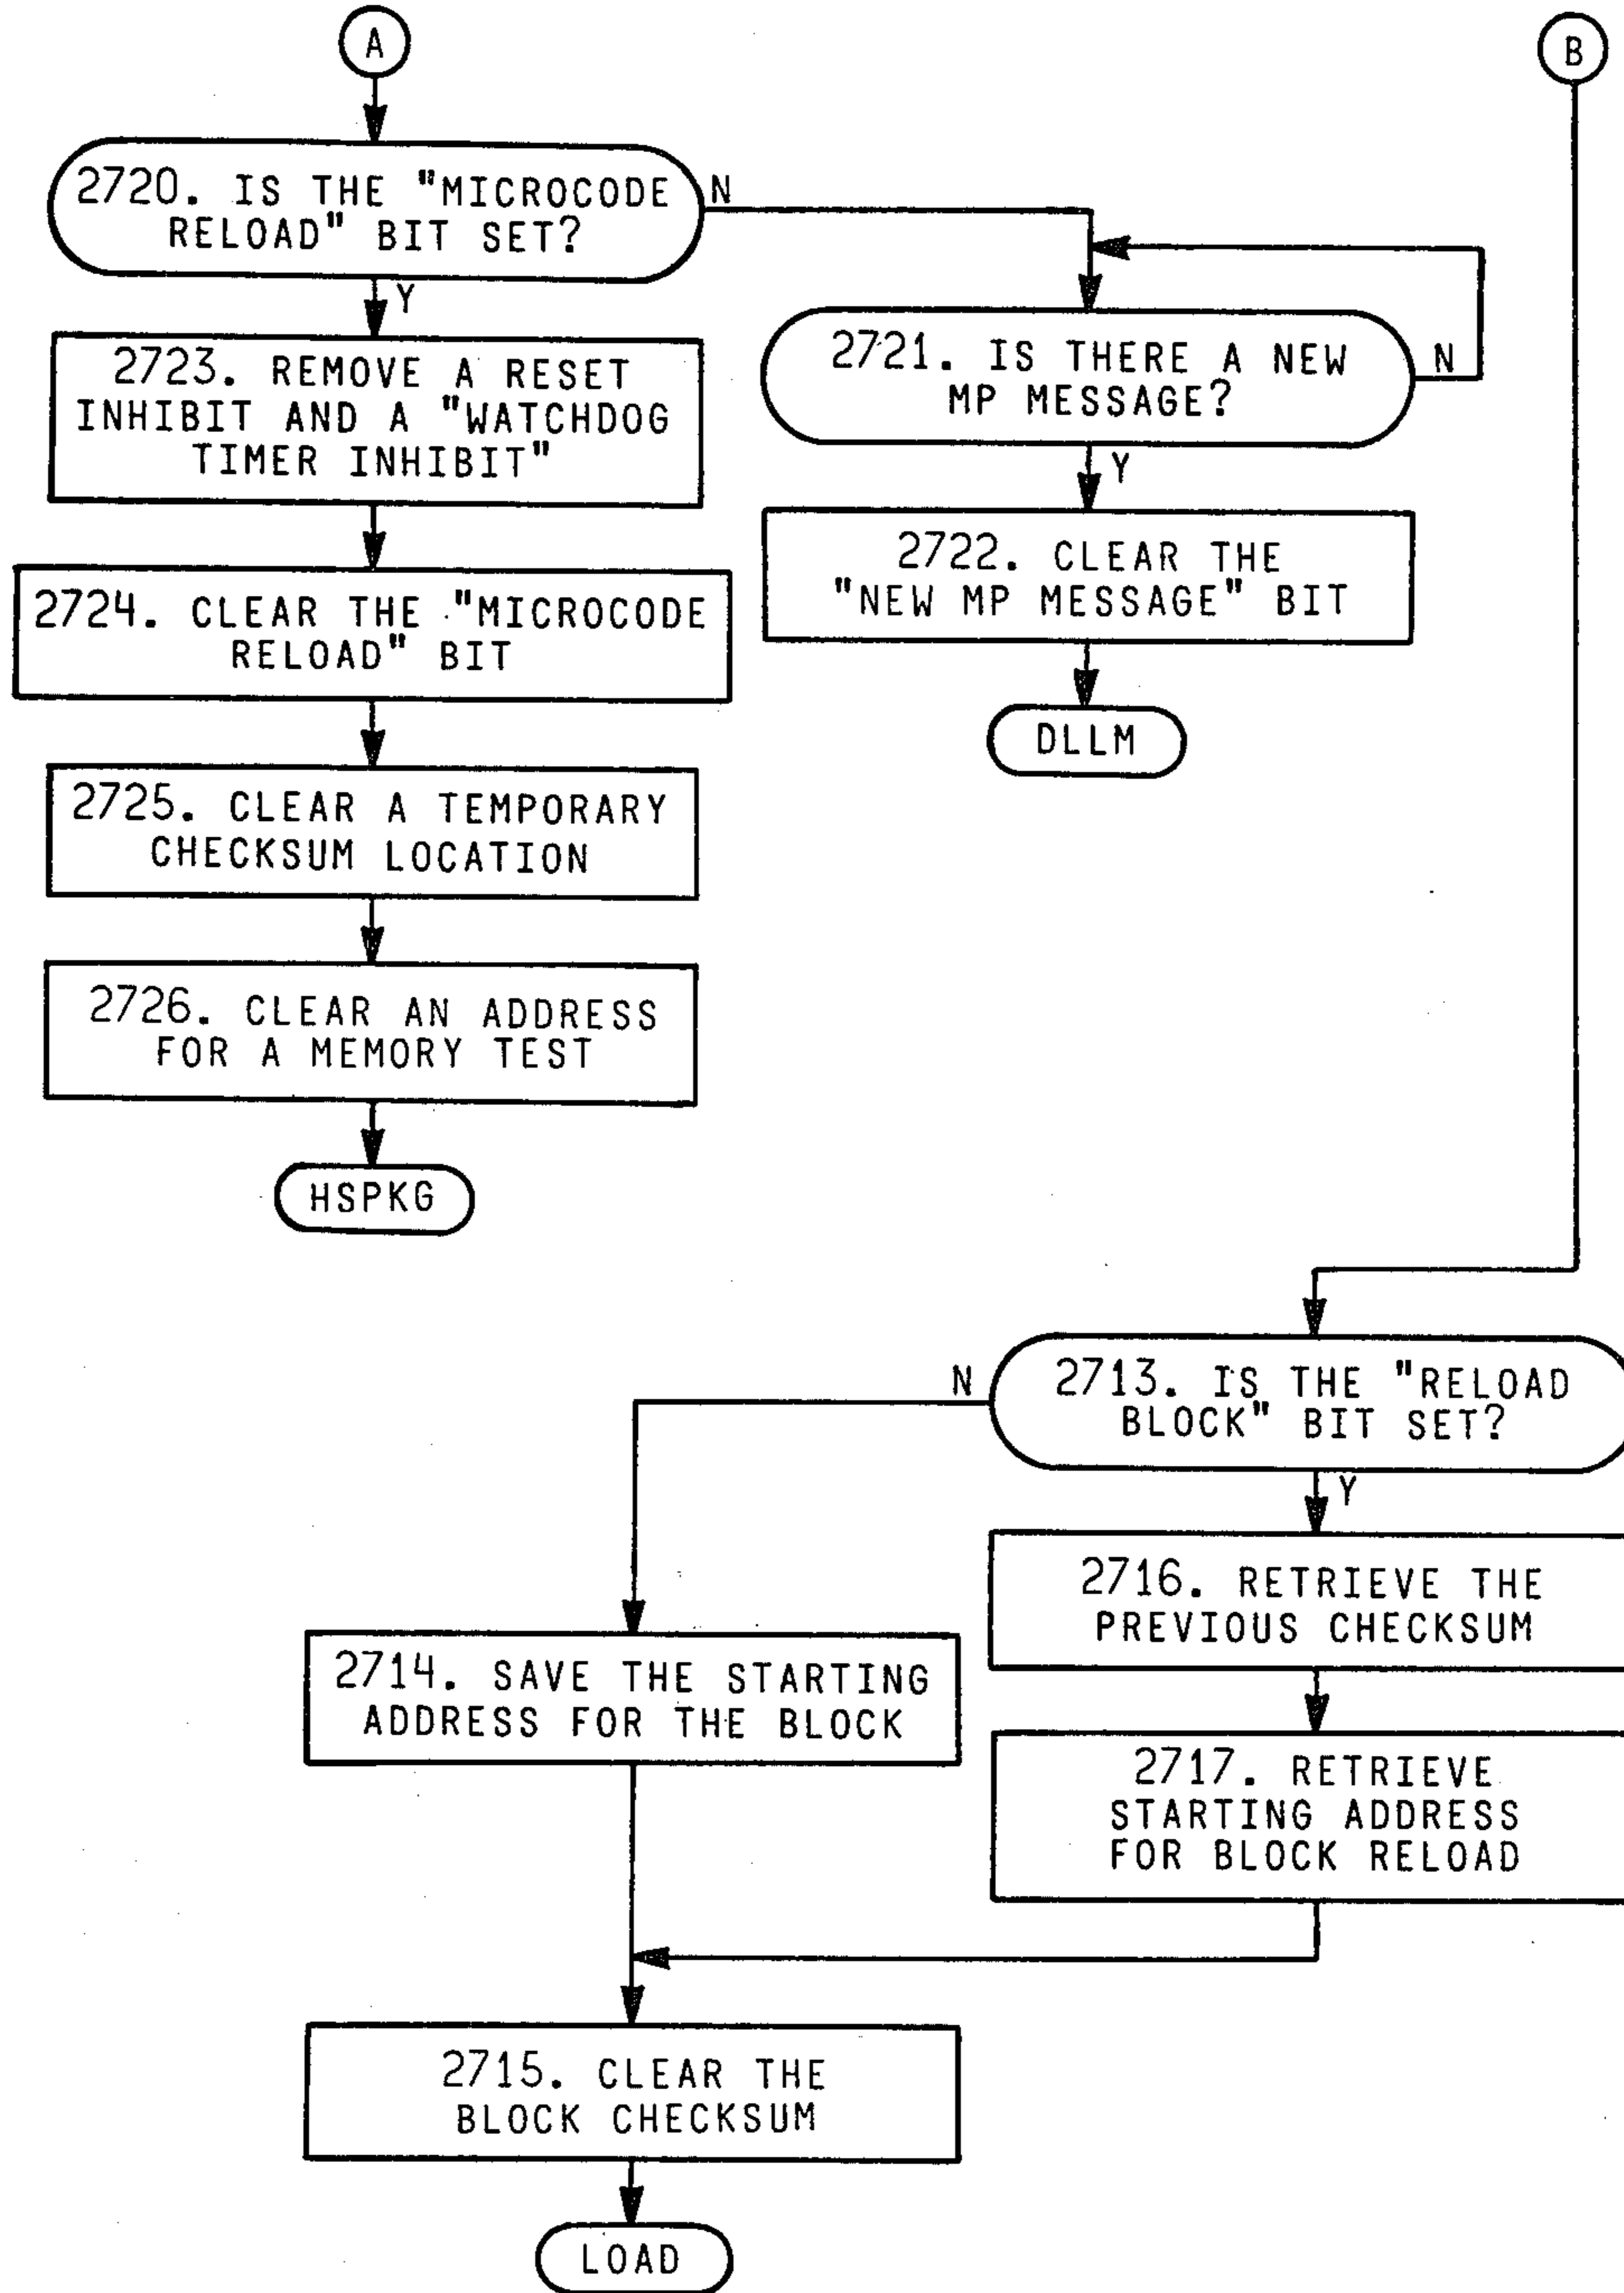 A
B
2720. IS THE "MICROCODE
RELOAD" BIT SET?
N
Y
2721. IS THERE A NEW
MP MESSAGE?
N
Y
2722. CLEAR THE
"NEW MP MESSAGE" BIT
DLLM
2723. REMOVE A RESET
INHIBIT AND A "WATCHDOG
TIMER INHIBIT"
2724. CLEAR THE "MICROCODE
RELOAD" BIT
2725. CLEAR A TEMPORARY
CHECKSUM LOCATION
2726. CLEAR AN ADDRESS
FOR A MEMORY TEST
HSPKG
2713. IS THE "RELOAD
BLOCK" BIT SET?
N
Y
2716. RETRIEVE THE
PREVIOUS CHECKSUM
2714. SAVE THE STARTING
ADDRESS FOR THE BLOCK
2717. RETRIEVE
STARTING ADDRESS
FOR BLOCK RELOAD
2715. CLEAR THE
BLOCK CHECKSUM
LOAD